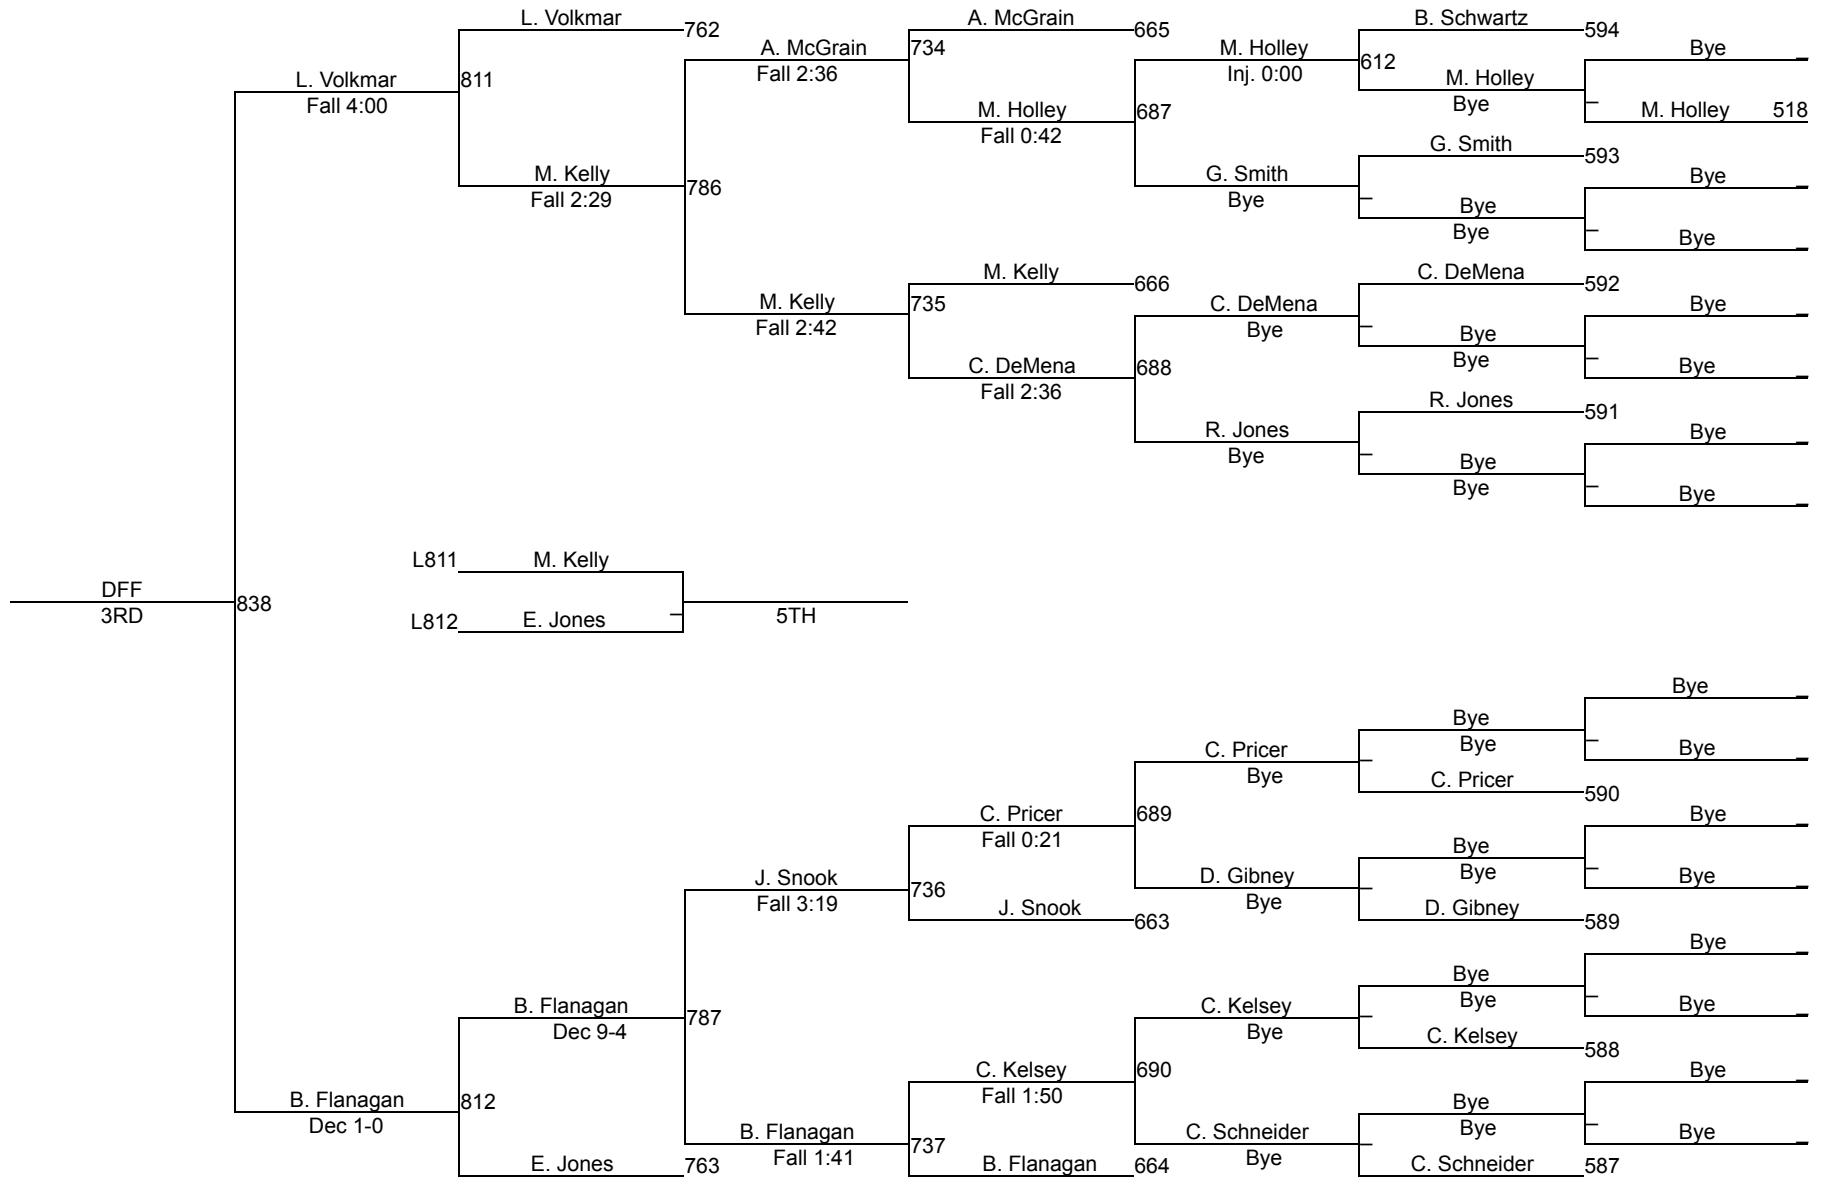 L. Volkmar 762
A. McGrain 665
B. Schwartz 594
A. McGrain 734
Fall 2:36
M. Holley 612
Inj. 0:00
Bye _
L. Volkmar 811
Fall 4:00
M. Holley
Bye
_
M. Holley 518
M. Holley 687
Fall 0:42
G. Smith 593
M. Kelly 786
Fall 2:29
G. Smith _
Bye
Bye _
Bye
Bye
_
Bye _
M. Kelly 666
C. DeMena 592
M. Kelly 735
Fall 2:42
C. DeMena _
Bye
Bye _
Bye
Bye
_
Bye _
C. DeMena 688
Fall 2:36
R. Jones 591
R. Jones _
Bye
Bye _
Bye
Bye
_
Bye _
L811 M. Kelly
DFF 838
3RD
L812 E. Jones _
5TH
Bye _
Bye
Bye
_
Bye _
C. Pricer _
Bye
C. Pricer 590
C. Pricer 689
Fall 0:21
Bye _
Bye
Bye
_
Bye _
J. Snook 736
Fall 3:19
D. Gibney _
Bye
J. Snook 663
D. Gibney 589
Bye _
Bye
Bye
_
Bye _
B. Flanagan 787
Dec 9-4
C. Kelsey _
Bye
C. Kelsey 588
C. Kelsey 690
Fall 1:50
Bye _
B. Flanagan 812
Dec 1-0
Bye
Bye
_
Bye _
B. Flanagan 737
Fall 1:41
C. Schneider _
Bye
E. Jones 763
B. Flanagan 664
C. Schneider 587